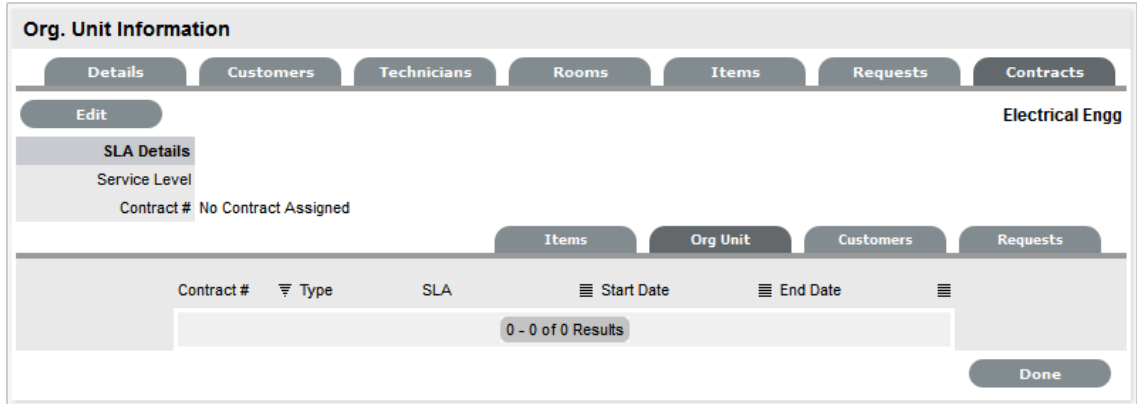 Org. Unit Information
Details Customers Technicians Rooms Items Requests Contracts
Edit Electrical Engg
SLA Details
Service Level
Contract # No Contract Assigned
Items Org Unit Customers Requests
Contract # Type SLA Start Date End Date
0 - 0 of 0 Results
Done